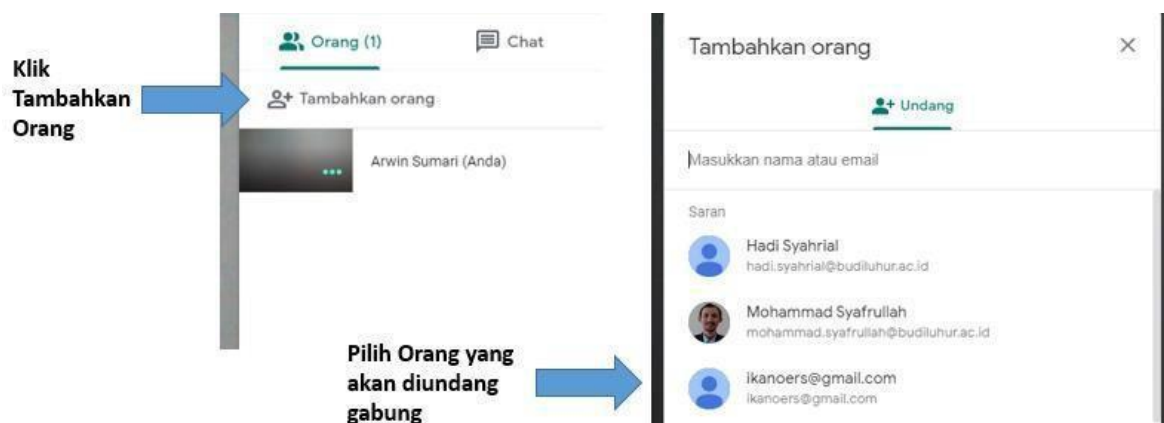 Klik
Tambahkan
Orang
Orang (1)
Chat
Tambahkan orang
Arwin Sumari (Anda)
Pilih Orang yang
akan diundang
gabung
Tambahkan orang
Undang
Masukkan nama atau email
Saran
Hadi Syahrial
hadi.syahrial@budiluhur.ac.id
Mohammad Syafrullah
mohammad.syafrullah@budiluhur.ac.id
ikanoers@gmail.com
ikanoers@gmail.com